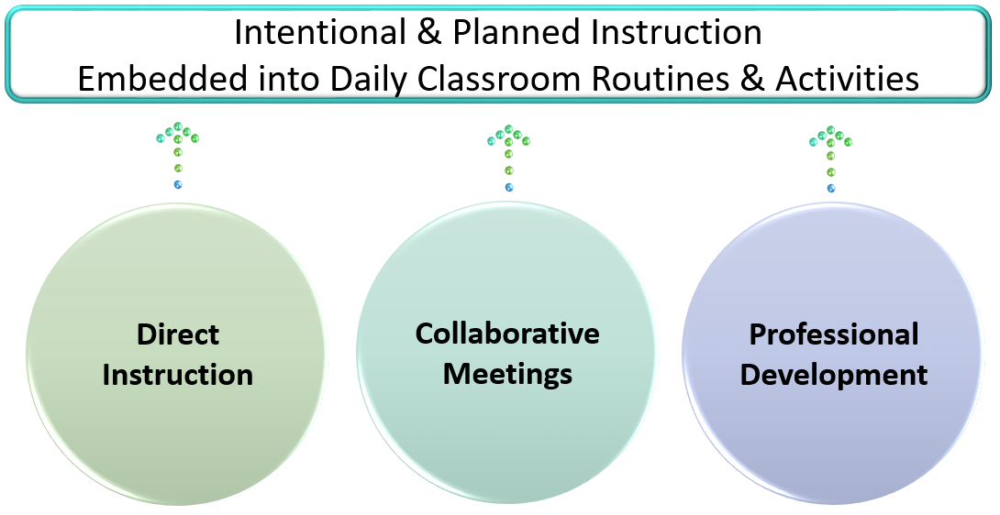 Intentional & Planned Instruction
Embedded into Daily Classroom Routines & Activities
Direct
Instruction
Collaborative
Meetings
Professional
Development